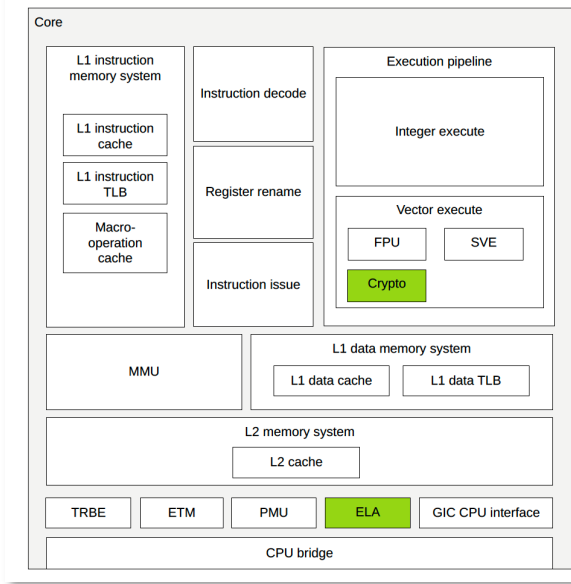 Core
L1 instruction
memory system
L1 instruction
cache
L1 instruction
TLB
Macro-
operation
cache
Instruction decode
Register rename
Instruction issue
Execution pipeline
Integer execute
Vector execute
FPU
SVE
Crypto
MMU
L1 data memory system
L1 data cache
L1 data TLB
L2 memory system
L2 cache
TRBE
ETM
PMU
ELA
GIC CPU interface
CPU bridge